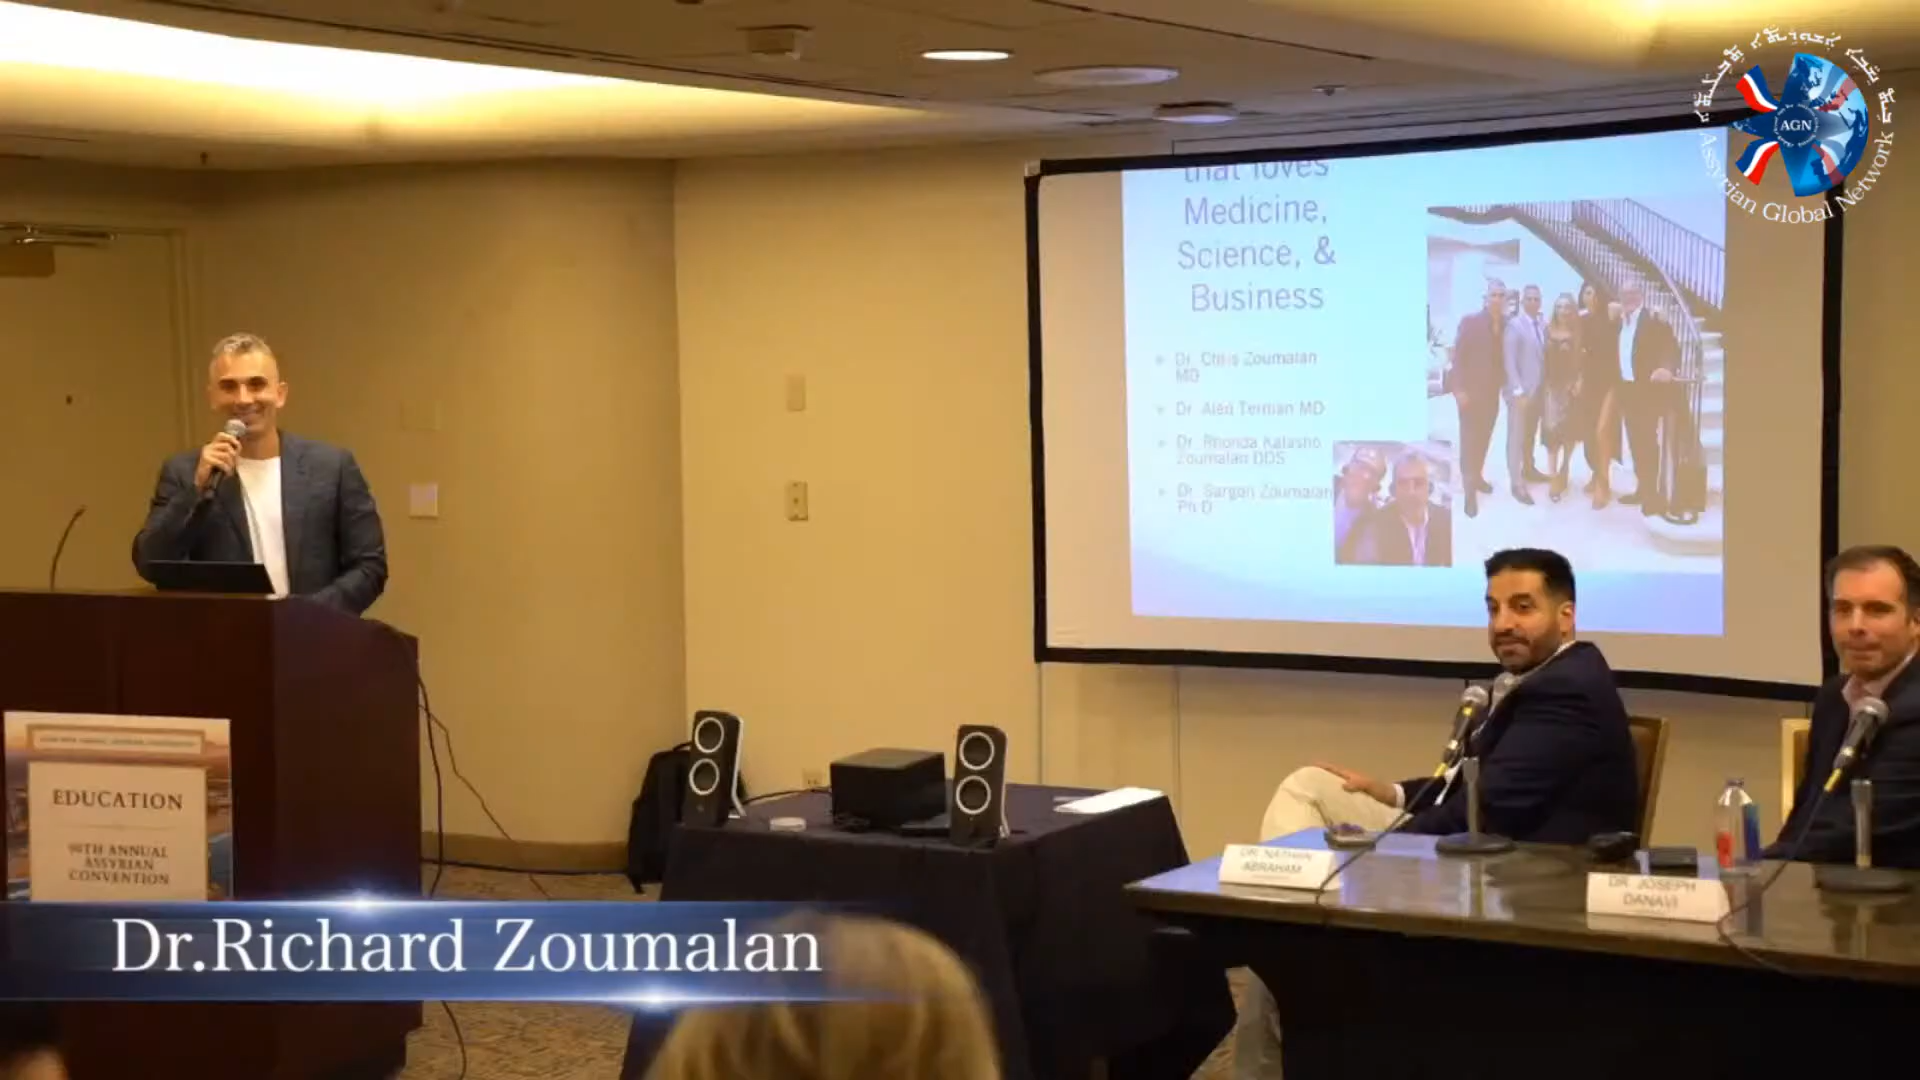 that loves
Medicine,
Science, &
Business
Dr. Chris Zoumalan
MD
Dr. Alen Terman MD
Dr. Rhonda Kalasho
Zoumalan DDS
Dr. Sargon Zoumalan
Ph.D
AGN
Assyrian Global Network
EDUCATION
90TH ANNUAL
ASSYRIAN
CONVENTION
DR. NATHAN
ABRAHAM
DR. JOSEPH
DANAVI
Dr.Richard Zoumalan